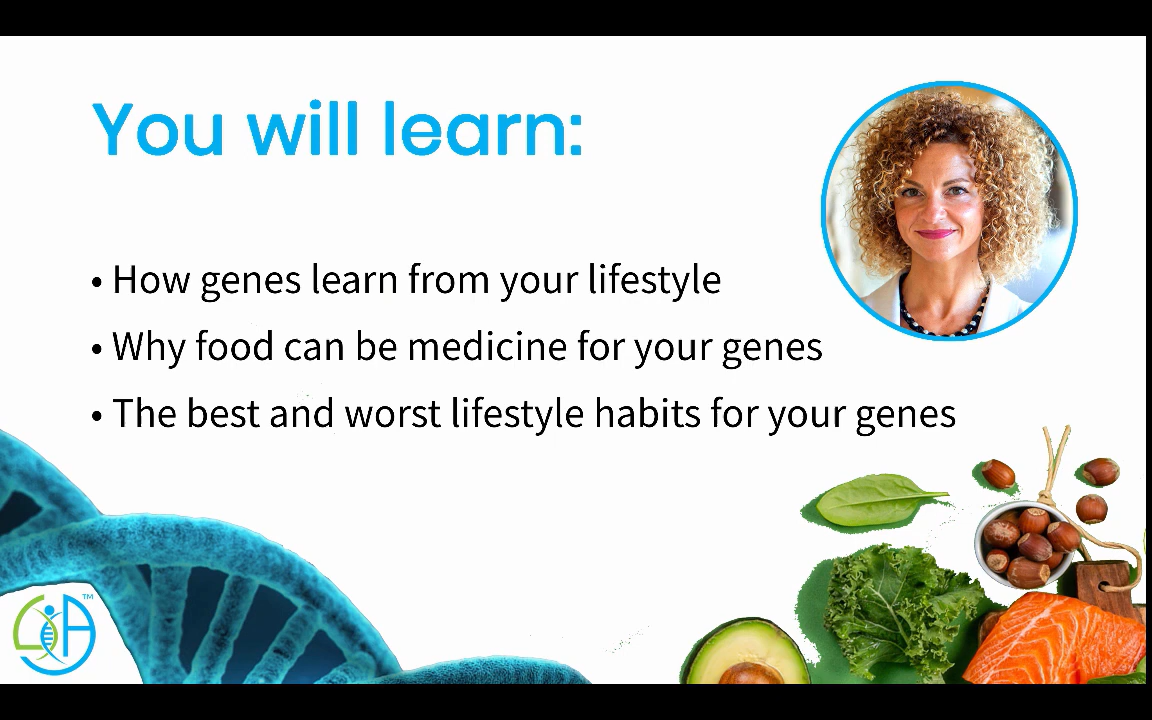 You will learn:
• How genes learn from your lifestyle
• Why food can be medicine for your genes
• The best and worst lifestyle habits for your genes
LA™